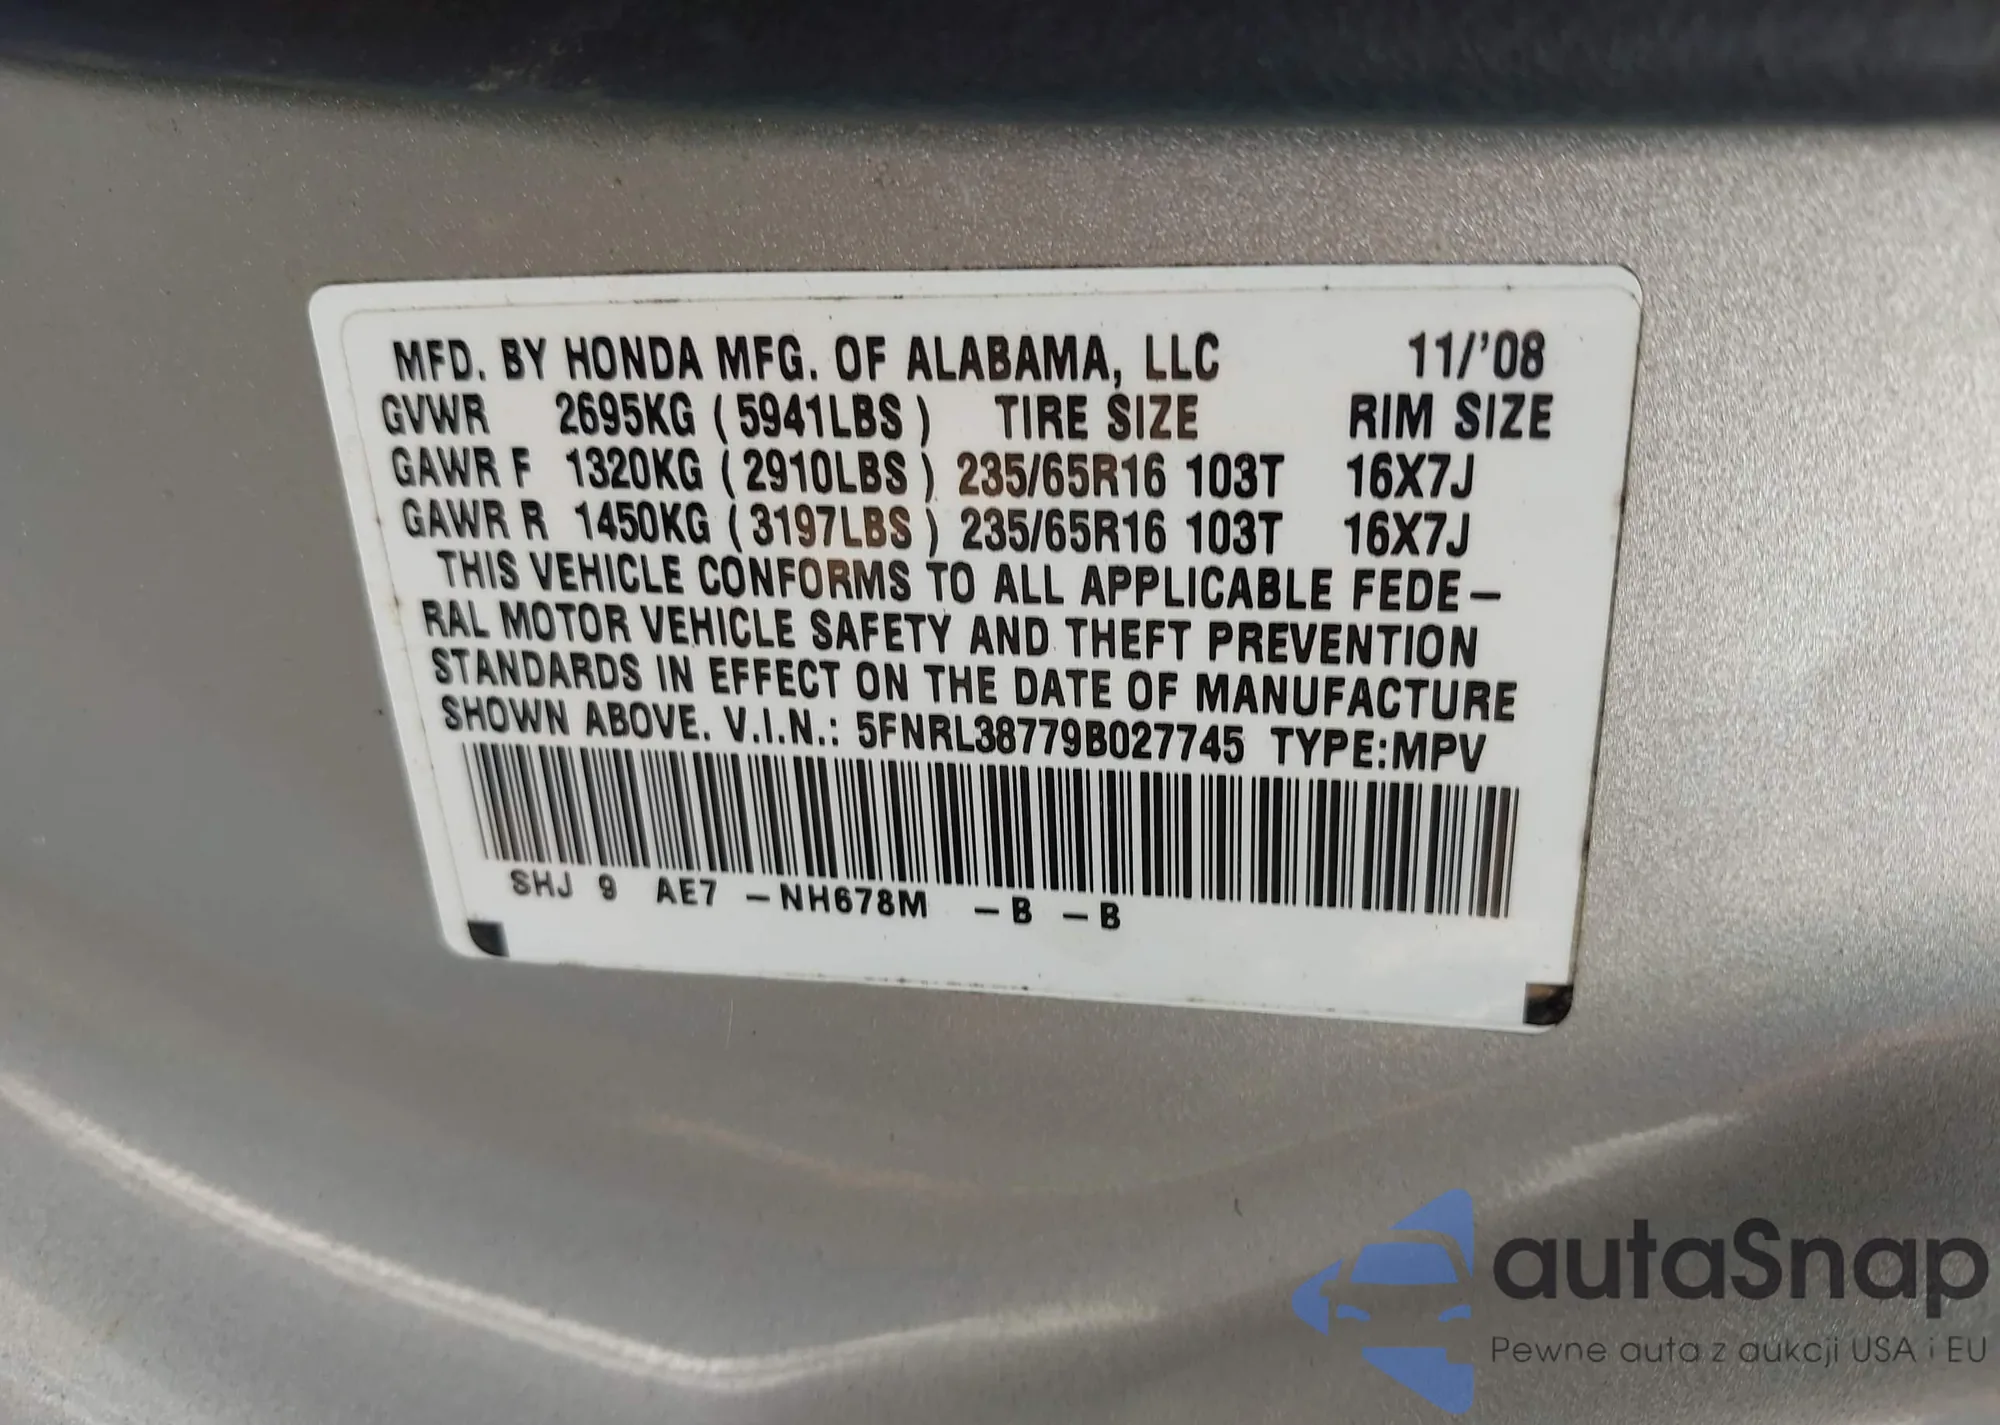 MFD. BY HONDA MFG. OF ALABAMA, LLC 11/'08
GVWR 2695KG (5941LBS) TIRE SIZE RIM SIZE
GAWR F 1320KG (2910LBS) 235/65R16 103T 16X7J
GAWR R 1450KG (3197LBS) 235/65R16 103T 16X7J
THIS VEHICLE CONFORMS TO ALL APPLICABLE FEDE–
RAL MOTOR VEHICLE SAFETY AND THEFT PREVENTION
STANDARDS IN EFFECT ON THE DATE OF MANUFACTURE
SHOWN ABOVE. V.I.N.: 5FNRL38779B027745 TYPE:MPV
SHJ 9 AE7 –NH678M –B –B
autaSnap
Pewne auta z aukcji USA i EU